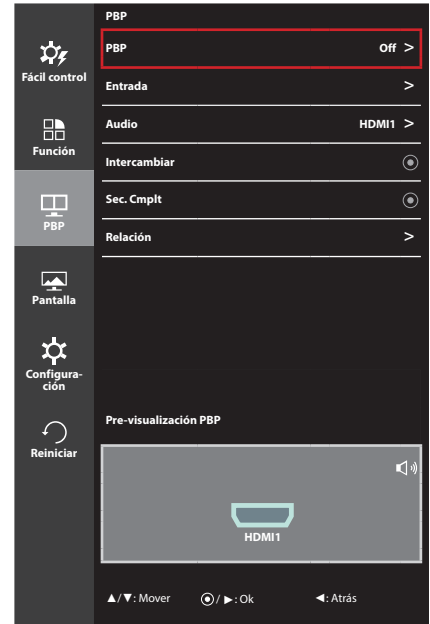 Fácil control
Función
PBP
Pantalla
Configura-
ción
Reiniciar
PBP
PBP Off >
Entrada >
Audio HDMI1 >
Intercambiar
Sec. Cmplt
Relación >
Pre-visualización PBP
HDMI1
▲/▼: Mover ◉/ ►: Ok ◄: Atrás